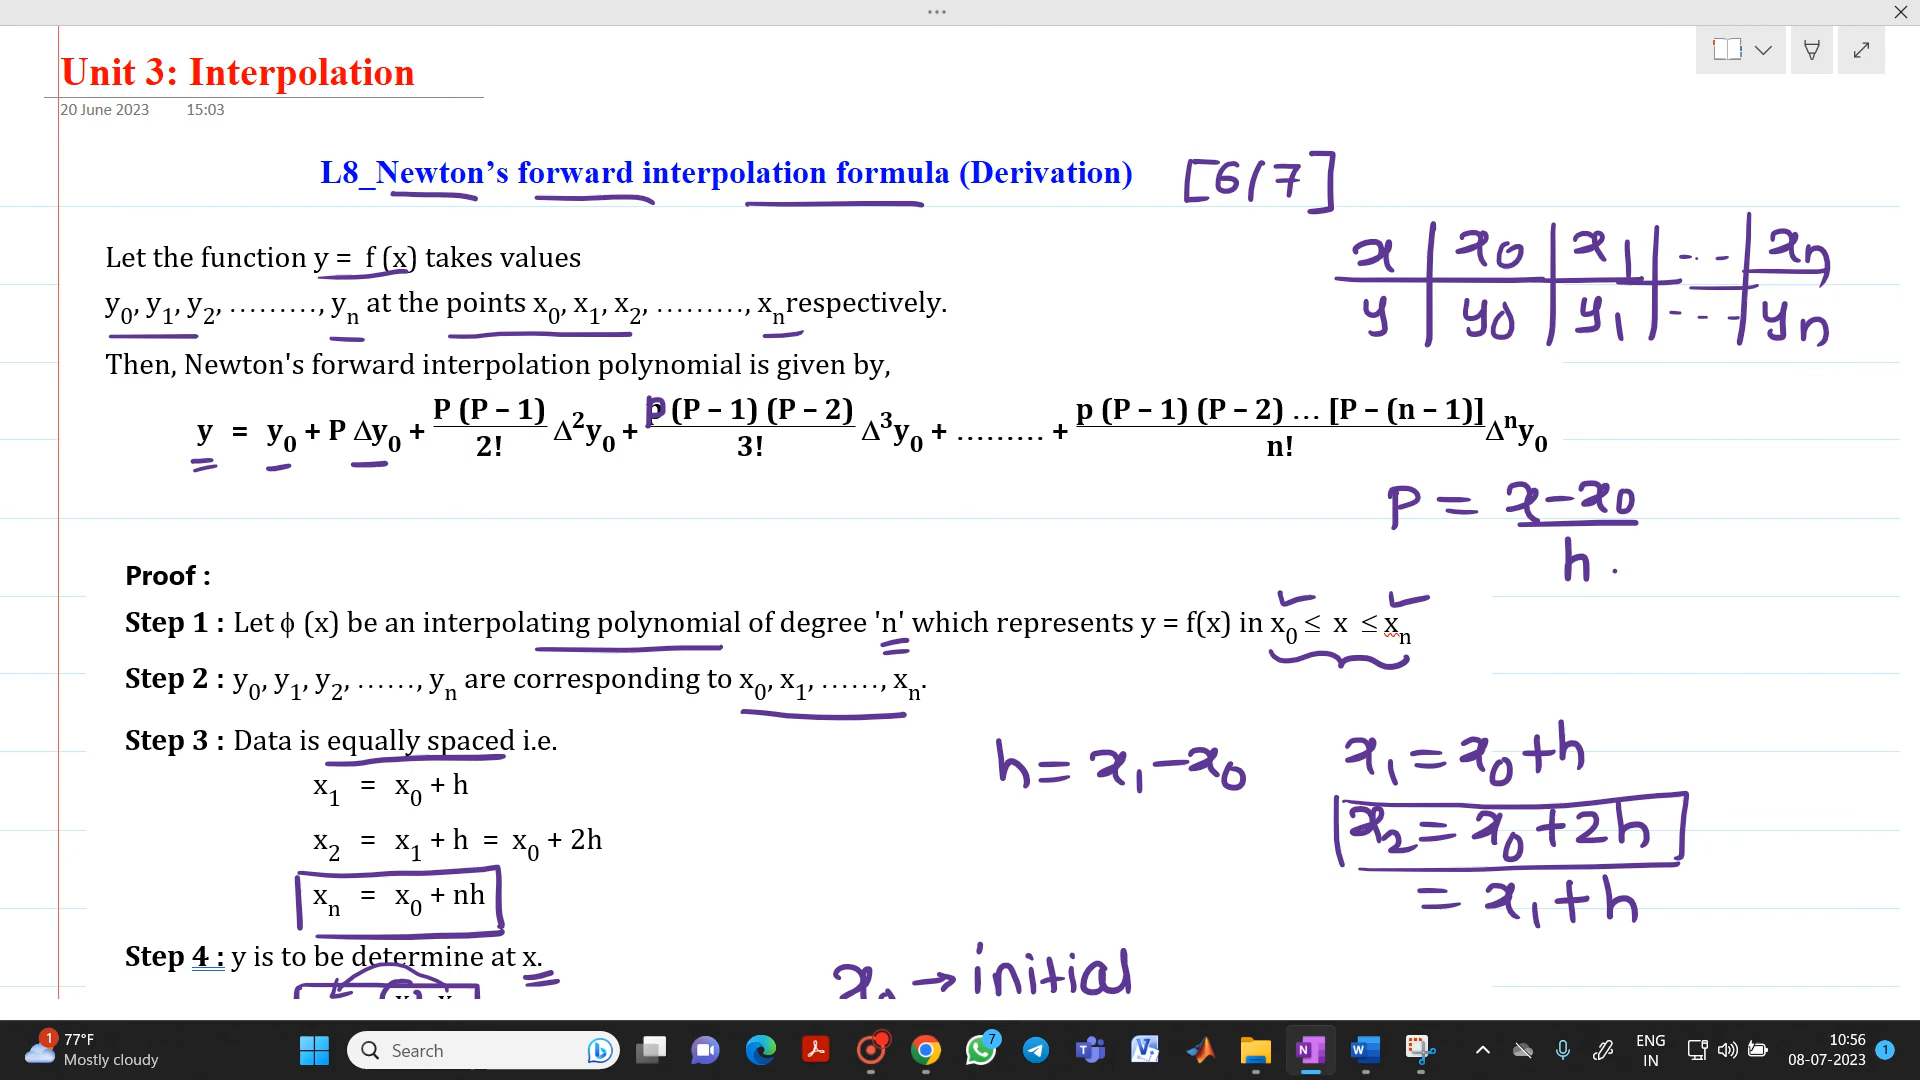 Unit 3: Interpolation
20 June 2023 15:03
L8_Newton's forward interpolation formula (Derivation) [6/7]
Let the function y = f (x) takes values
y₀, y₁, y₂, ………, yₙ at the points x₀, x₁, x₂, ………, xₙrespectively.
x | x₀ | x₁ | ... | xₙ
y | y₀ | y₁ | ... | yₙ
Then, Newton's forward interpolation polynomial is given by,
y = y₀ + P Δy₀ + P (P – 1)/2! Δ²y₀ + p (P – 1) (P – 2)/3! Δ³y₀ + ……… + p (P – 1) (P – 2) … [P – (n – 1)]/n! Δⁿy₀
P = x – x₀/h .
Proof :
Step 1 : Let ϕ (x) be an interpolating polynomial of degree 'n' which represents y = f(x) in x₀ ≤ x ≤ xₙ
Step 2 : y₀, y₁, y₂, ……, yₙ are corresponding to x₀, x₁, ……, xₙ.
Step 3 : Data is equally spaced i.e.
x₁ = x₀ + h
x₂ = x₁ + h = x₀ + 2h
xₙ = x₀ + nh
h = x₁ – x₀
x₁ = x₀ + h
x₂ = x₀ + 2h
= x₁ + h
Step 4 : y is to be determine at x.
→ initial
1 77°F
Mostly cloudy
Search
7
ENG
IN
10:56
08-07-2023
1